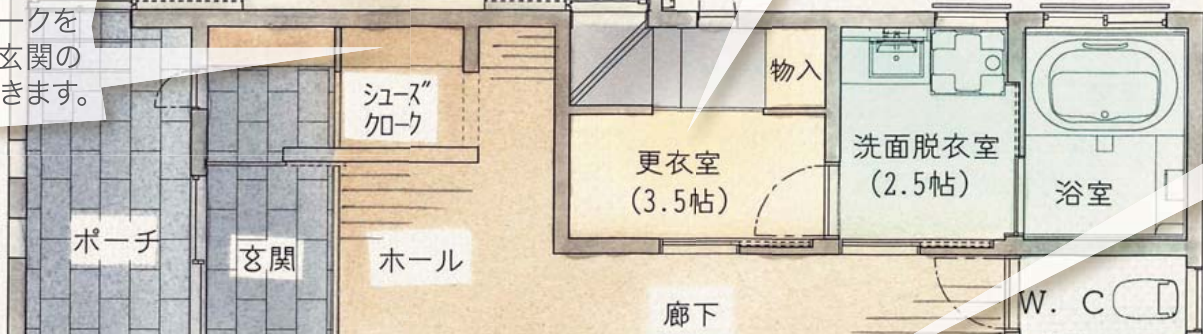 ークを
玄関の
きます。
シューズ
クローク
物入
更衣室
(3.5帖)
洗面脱衣室
(2.5帖)
浴室
ポーチ
玄関
ホール
廊下
W. C